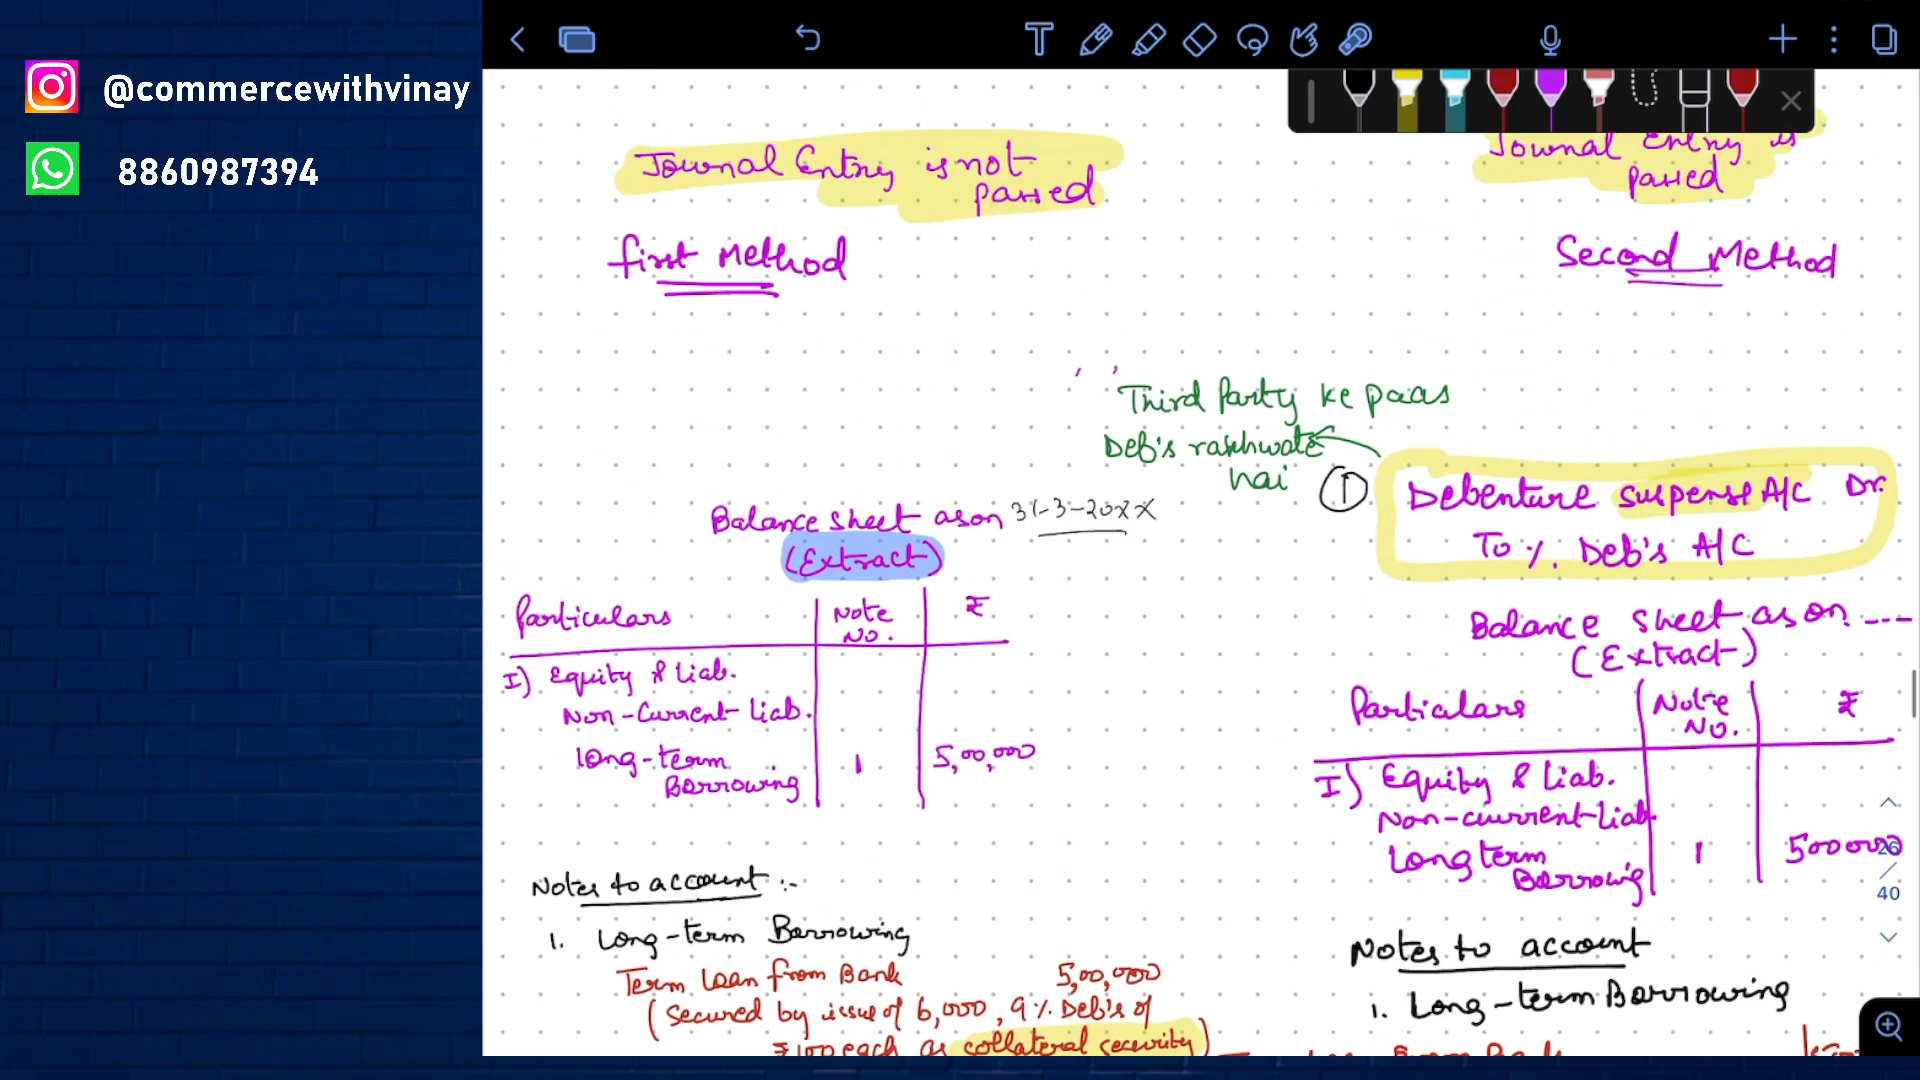 @commercewithvinay
8860987394
Journal Entry is not
passed
First Method
Journal Entry is
passed
Second Method
Third Party ke paas
Deb's rakhwate
hai
1
Debenture suspense A/C Dr.
To %. Deb's A/C
Balance sheet as on 31-3-20XX
(Extract)
Particulars Note No. ₹
I) Equity & Liab.
Non-Current Liab.
Long-term Borrowing 1 5,00,000
Notes to account :-
1. Long-term Borrowing
Term Loan from Bank 5,00,000
(Secured by issue of 6,000, 9%. Deb's of
₹100 each as collateral security)
Balance sheet as on ----
(Extract)
Particulars Note No. ₹
I) Equity & Liab.
Non-current Liab
Long term Borrowing 1 500000
Notes to account
1. Long-term Borrowing
26
/
40